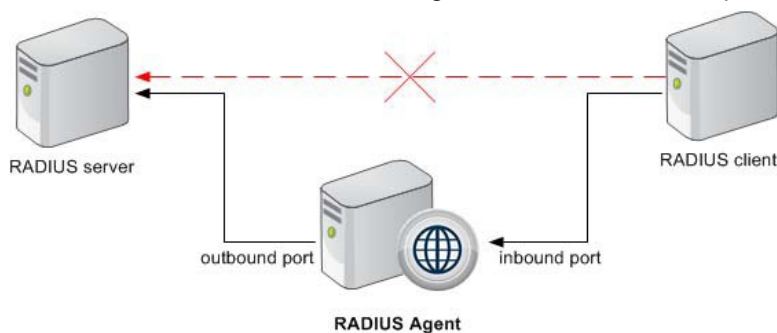 RADIUS server
RADIUS client
outbound port
inbound port
RADIUS Agent